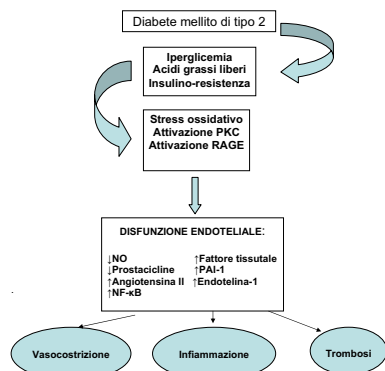 Diabete mellito di tipo 2
Iperglicemia
Acidi grassi liberi
Insulino-resistenza
Stress ossidativo
Attivazione PKC
Attivazione RAGE
DISFUNZIONE ENDOTELIALE:
↓NO ↑Fattore tissutale
↓Prostacicline ↑PAI-1
↑Angiotensina II ↑Endotelina-1
↑NF-κB
Vasocostrizione Infiammazione Trombosi